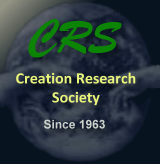 CRS
Creation Research
Society
Since 1963